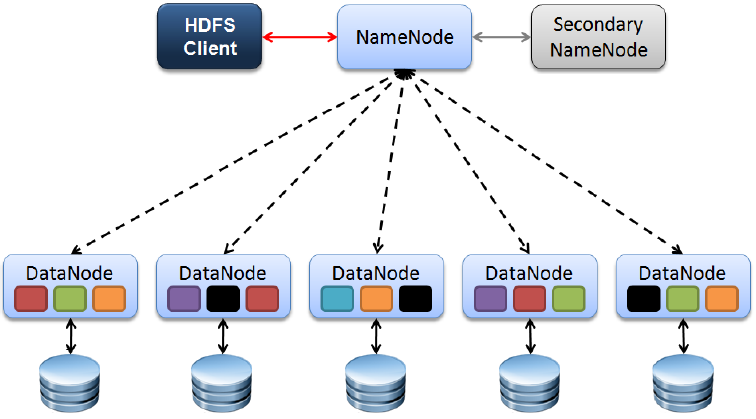 HDFS
Client
NameNode
Secondary
NameNode
DataNode
DataNode
DataNode
DataNode
DataNode